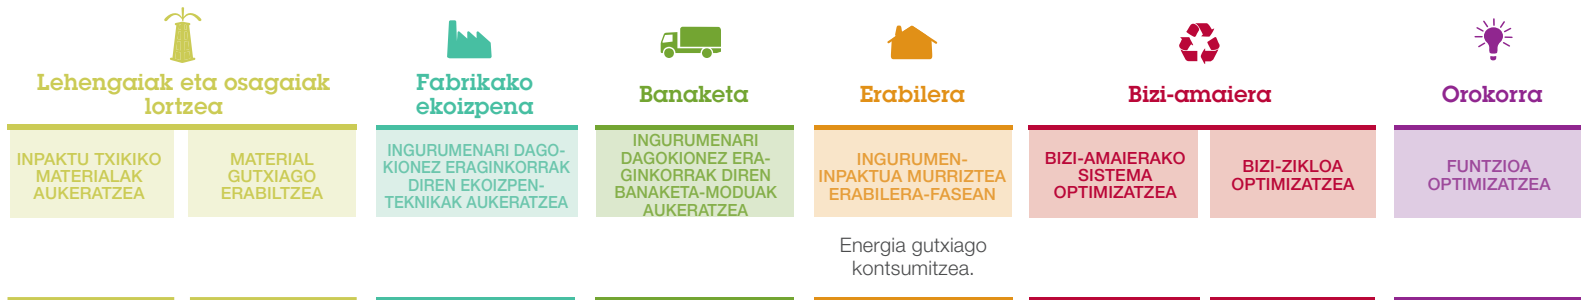 Lehengaiak eta osagaiak
lortzea
Fabrikako
ekoizpena
Banaketa
Erabilera
Bizi-amaiera
Orokorra
INPAKTU TXIKIKO
MATERIALAK
AUKERATZEA
MATERIAL
GUTXIAGO
ERABILTZEA
INGURUMENARI DAGO-
KIONEZ ERAGINKORRAK
DIREN EKOIZPEN-
TEKNIKAK AUKERATZEA
INGURUMENARI
DAGOKIONEZ ERA-
GINKORRAK DIREN
BANAKETA-MODUAK
AUKERATZEA
INGURUMEN-
INPAKTUA MURRIZTEA
ERABILERA-FASEAN
BIZI-AMAIERAKO
SISTEMA
OPTIMIZATZEA
BIZI-ZIKLOA
OPTIMIZATZEA
FUNTZIOA
OPTIMIZATZEA
Energia gutxiago
kontsumitzea.